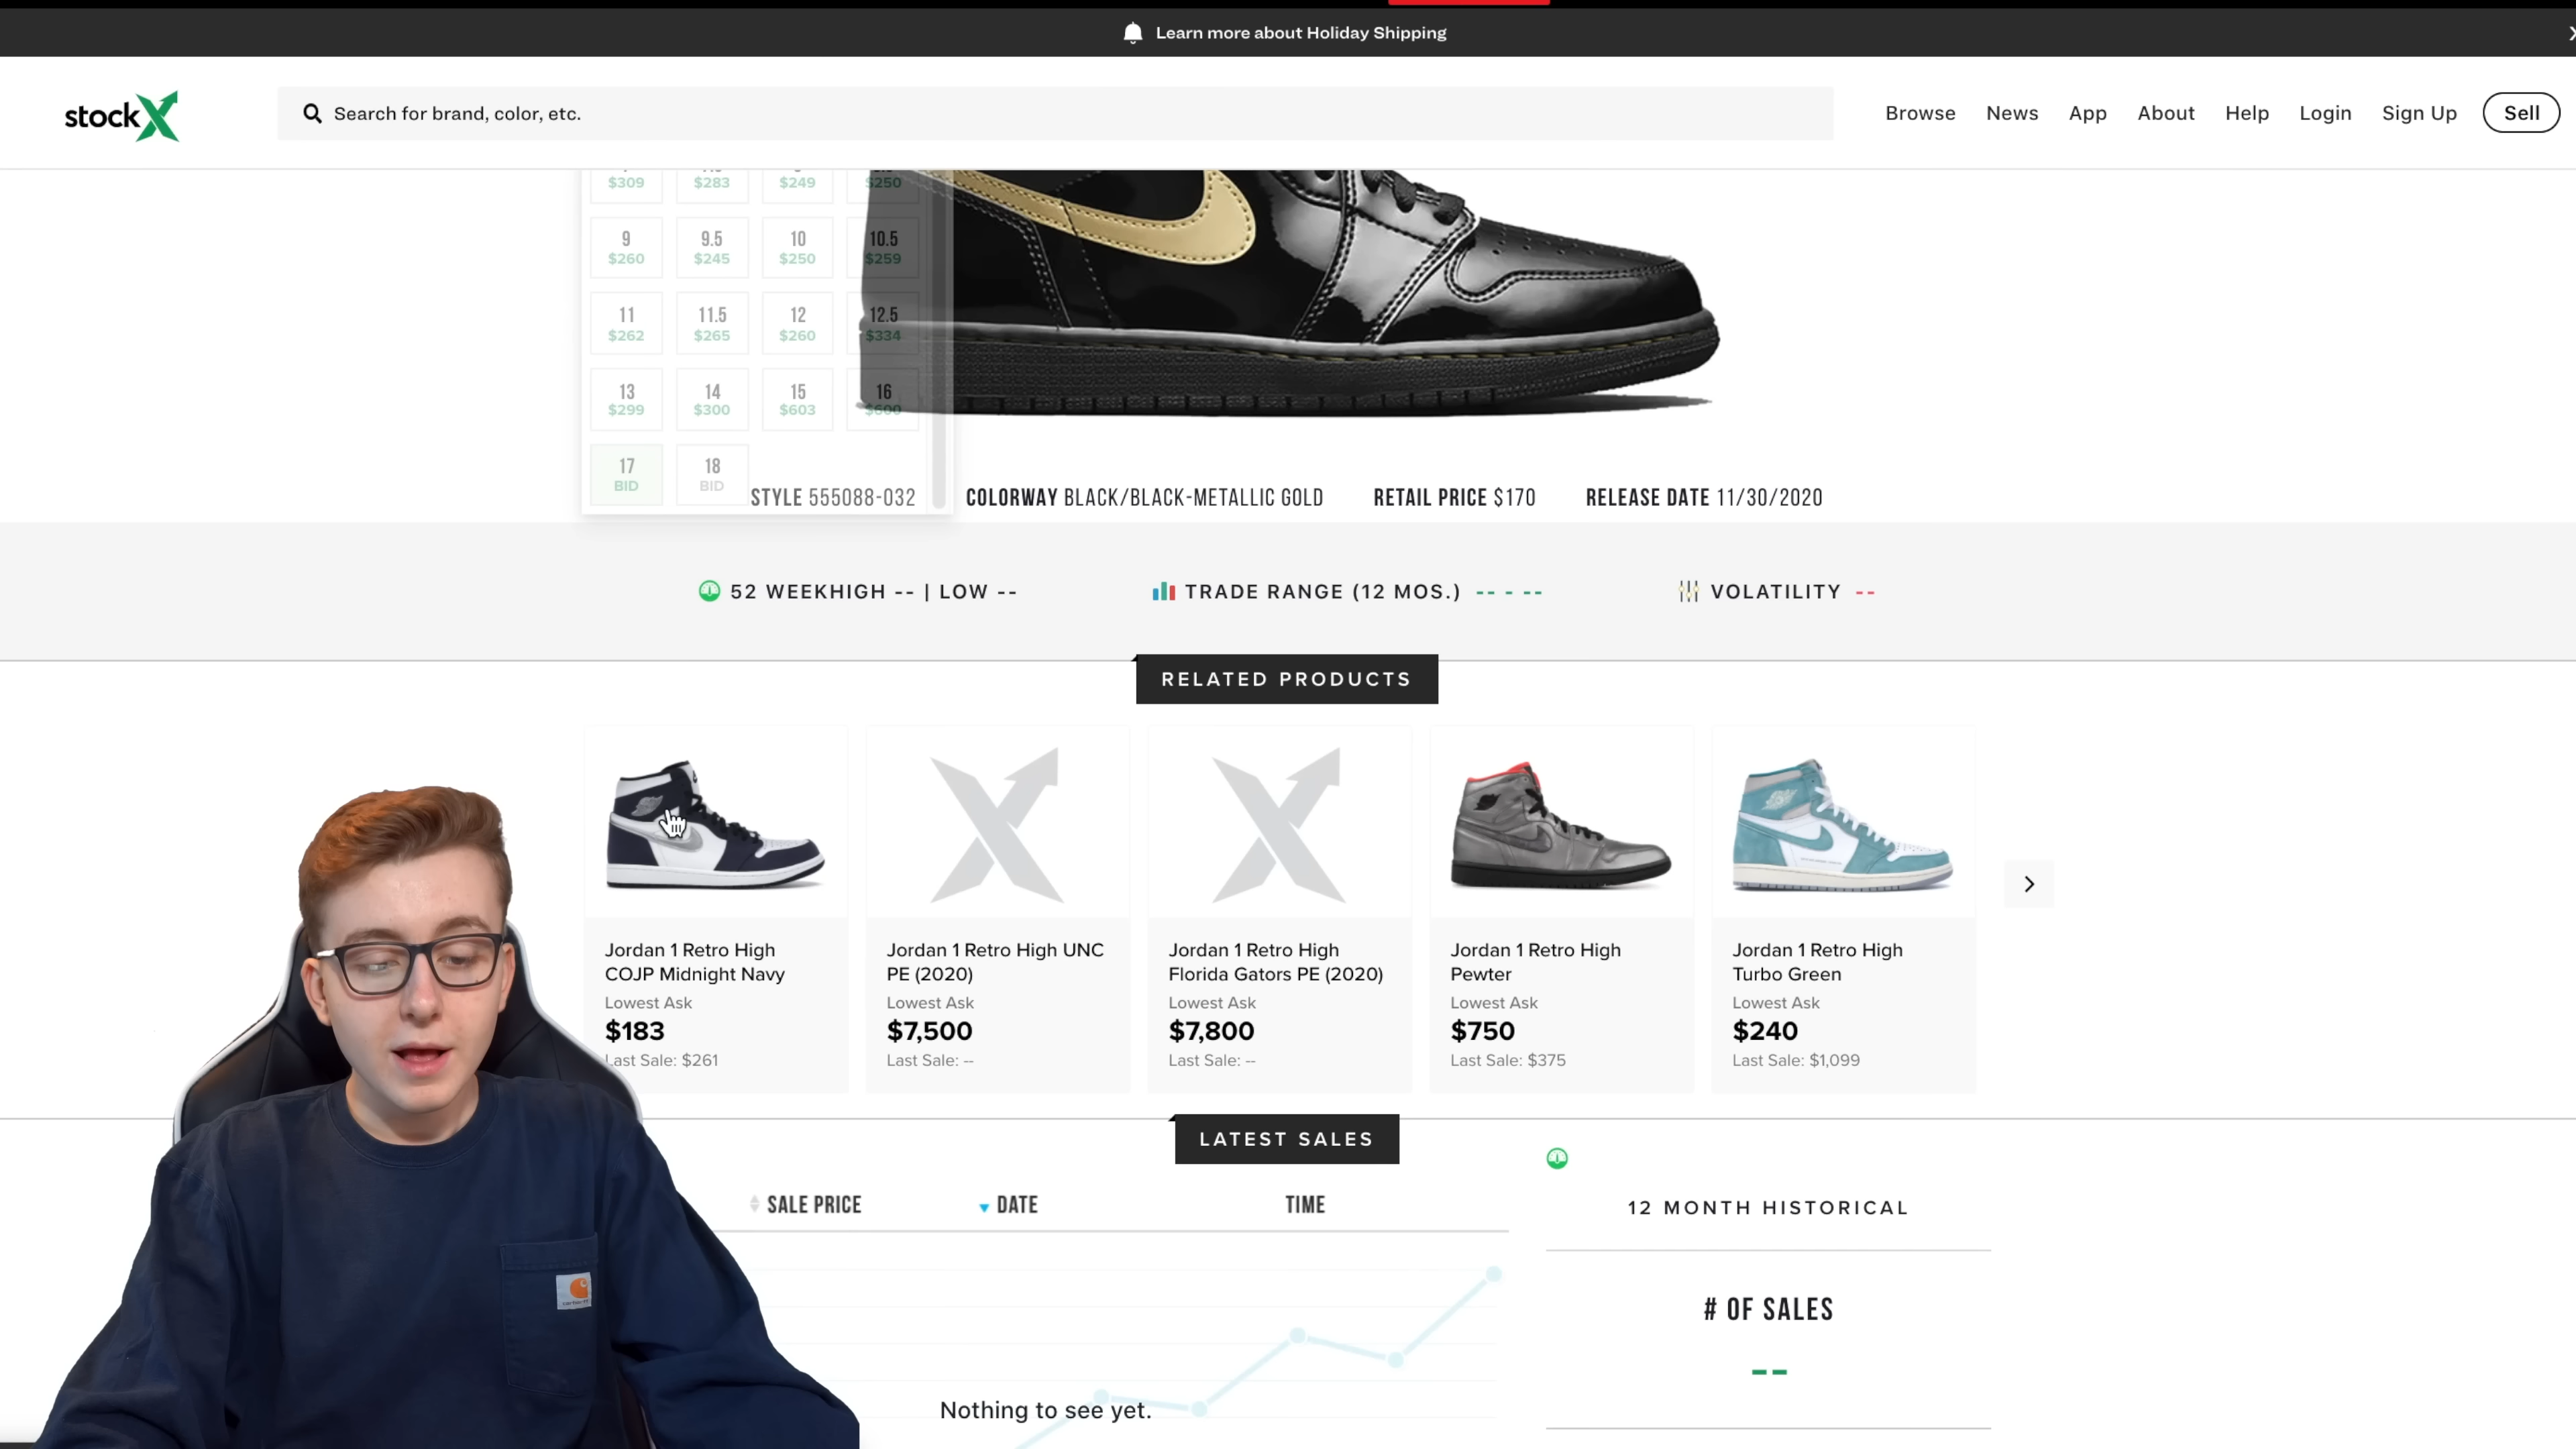 Learn more about Holiday Shipping
stockX
Search for brand, color, etc.
Browse News App About Help Login Sign Up Sell
$309 $283 $249 $250
9 9.5 10 10.5
$260 $245 $250 $259
11 11.5 12 12.5
$262 $265 $260 $334
13 14 15 16
$299 $300 $603 $600
17 18
BID BID
STYLE 555088-032 COLORWAY BLACK/BLACK-METALLIC GOLD RETAIL PRICE $170 RELEASE DATE 11/30/2020
52 WEEKHIGH -- | LOW -- TRADE RANGE (12 MOS.) -- - -- VOLATILITY --
RELATED PRODUCTS
Jordan 1 Retro High
COJP Midnight Navy
Lowest Ask
$183
Last Sale: $261
Jordan 1 Retro High UNC
PE (2020)
Lowest Ask
$7,500
Last Sale: --
Jordan 1 Retro High
Florida Gators PE (2020)
Lowest Ask
$7,800
Last Sale: --
Jordan 1 Retro High
Pewter
Lowest Ask
$750
Last Sale: $375
Jordan 1 Retro High
Turbo Green
Lowest Ask
$240
Last Sale: $1,099
LATEST SALES
SALE PRICE DATE TIME
Nothing to see yet.
12 MONTH HISTORICAL
# OF SALES
--